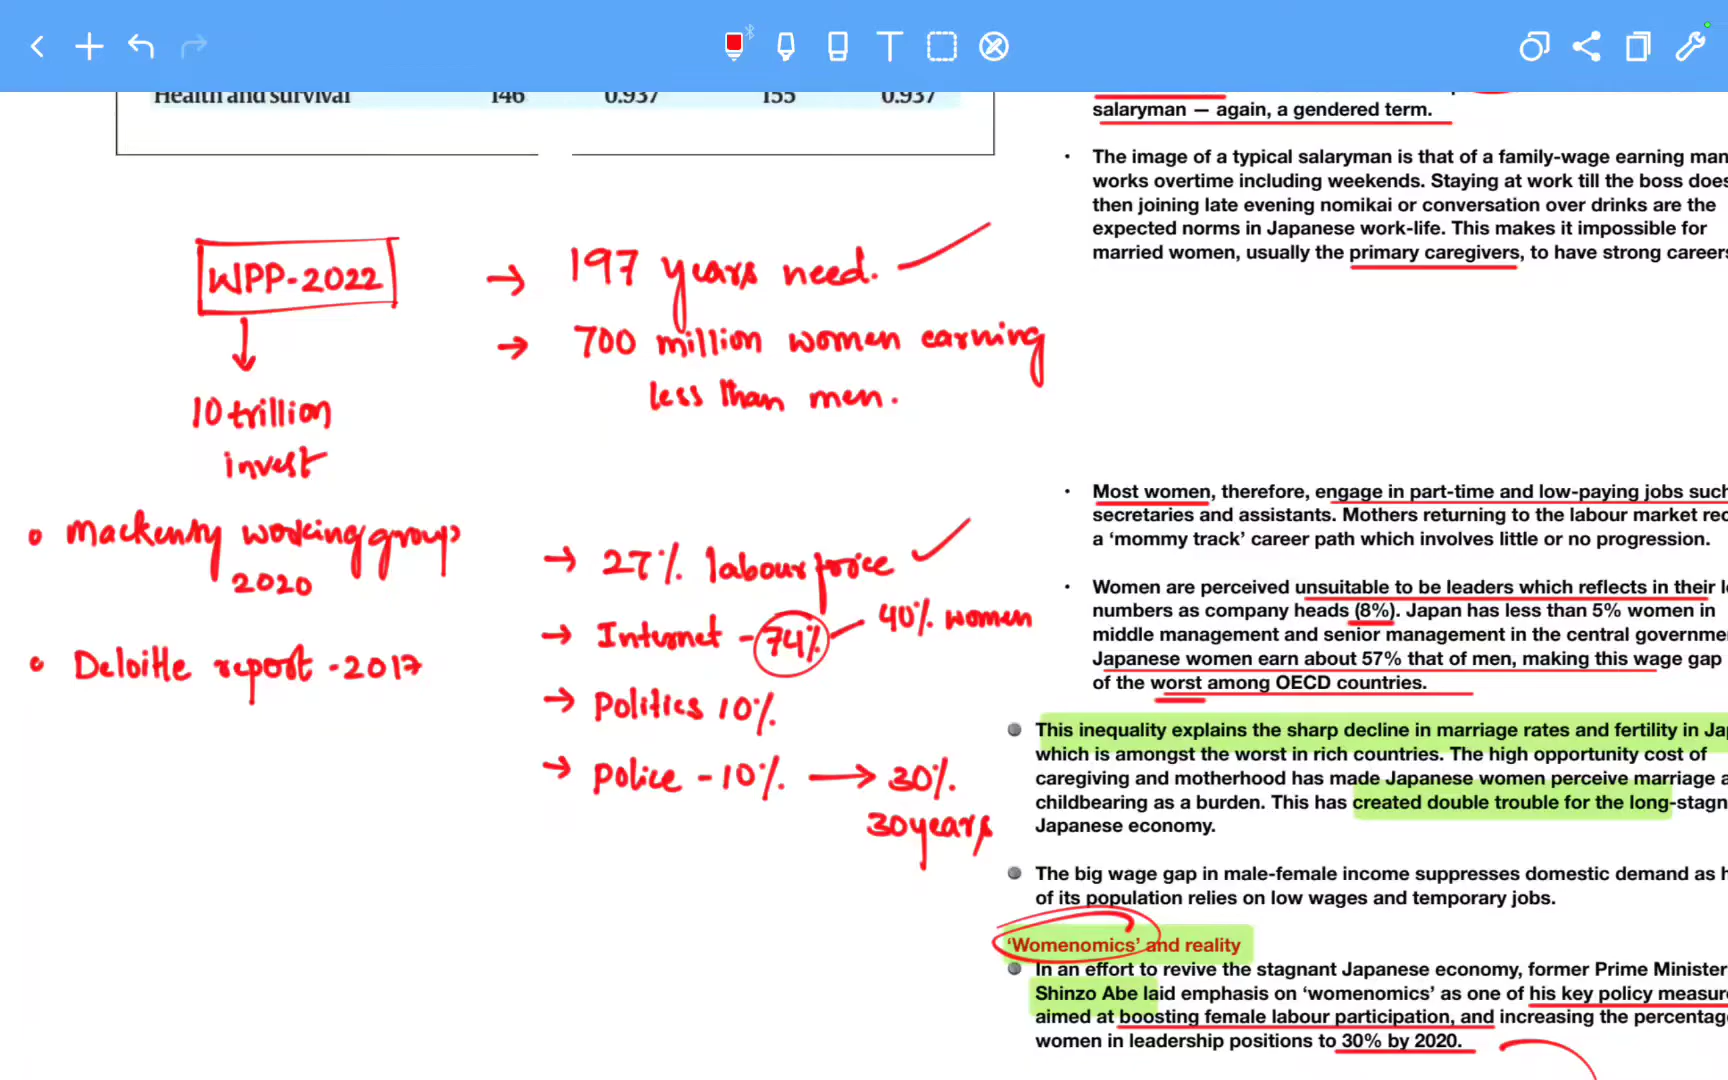 Health and survival 146 0.937 155 0.937
WPP-2022
10 trillion
invest
→ 197 years need.
→ 700 million women earning
less than men.
• Mackenzy working group
2020
• Deloitte report - 2017
→ 27% labour force
→ Internet - 74% 40% women
→ Politics 10%
→ Police - 10% → 30%
30 years
salaryman — again, a gendered term.
• The image of a typical salaryman is that of a family-wage earning man
works overtime including weekends. Staying at work till the boss does
then joining late evening nomikai or conversation over drinks are the
expected norms in Japanese work-life. This makes it impossible for
married women, usually the primary caregivers, to have strong careers
• Most women, therefore, engage in part-time and low-paying jobs such
secretaries and assistants. Mothers returning to the labour market rec
a ‘mommy track’ career path which involves little or no progression.
• Women are perceived unsuitable to be leaders which reflects in their l
numbers as company heads (8%). Japan has less than 5% women in
middle management and senior management in the central governme
Japanese women earn about 57% that of men, making this wage gap
of the worst among OECD countries.
This inequality explains the sharp decline in marriage rates and fertility in Jap
which is amongst the worst in rich countries. The high opportunity cost of
caregiving and motherhood has made Japanese women perceive marriage a
childbearing as a burden. This has created double trouble for the long-stagn
Japanese economy.
The big wage gap in male-female income suppresses domestic demand as h
of its population relies on low wages and temporary jobs.
‘Womenomics’ and reality
In an effort to revive the stagnant Japanese economy, former Prime Minister
Shinzo Abe laid emphasis on ‘womenomics’ as one of his key policy measur
aimed at boosting female labour participation, and increasing the percentag
women in leadership positions to 30% by 2020.